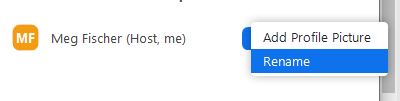 MF Meg Fischer (Host, me)
Add Profile Picture
Rename